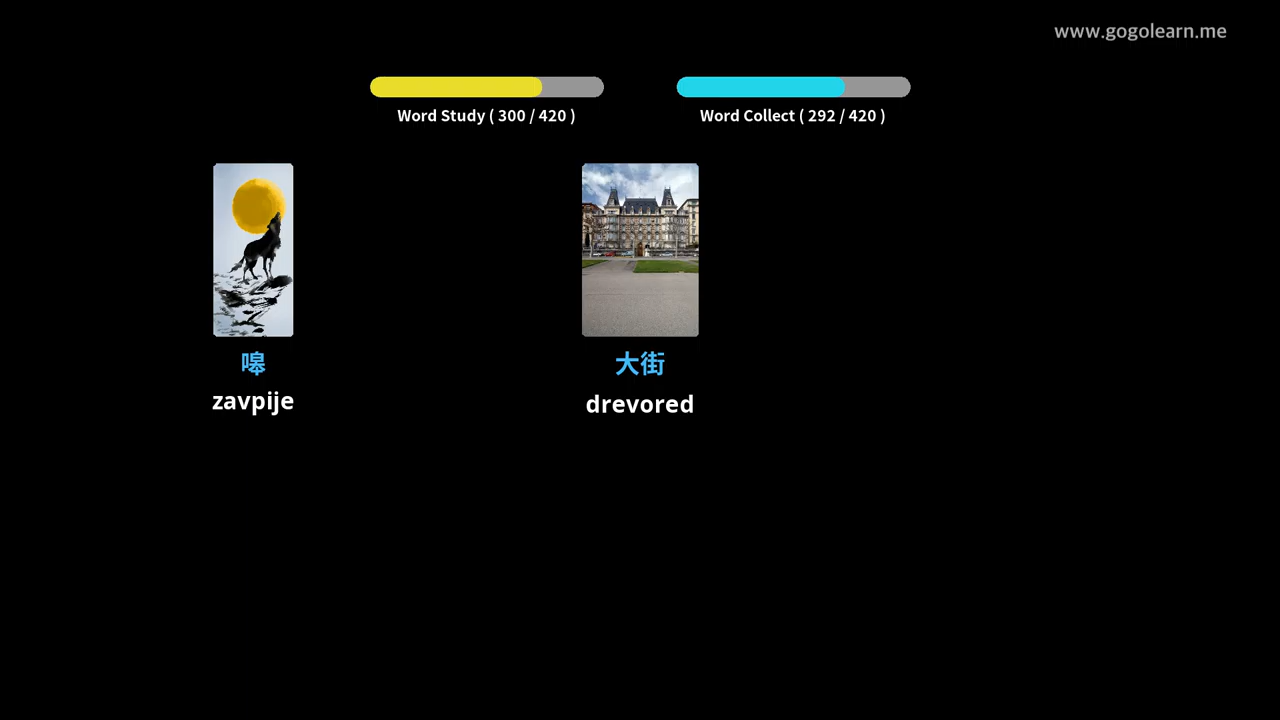 www.gogolearn.me
Word Study ( 300 / 420 )
Word Collect ( 292 / 420 )
嗥
zavpije
大街
drevored